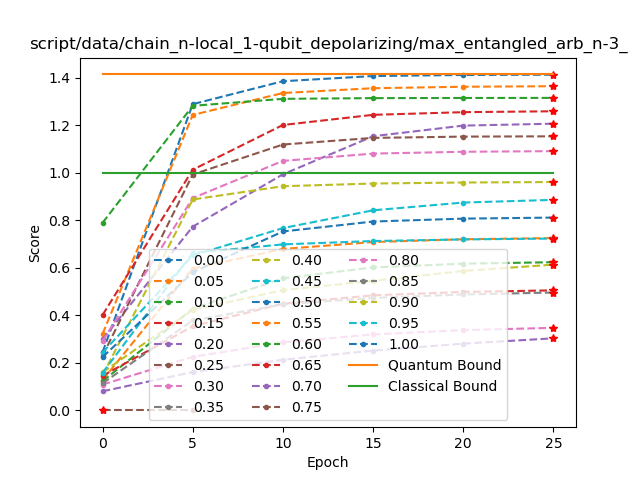 script/data/chain_n-local_1-qubit_depolarizing/max_entangled_arb_n-3_
Score
1.4
1.2
1.0
0.8
0.6
0.4
0.2
0.0
0.00 0.40 0.80
0.05 0.45 0.85
0.10 0.50 0.90
0.15 0.55 0.95
0.20 0.60 1.00
0.25 0.65 Quantum Bound
0.30 0.70 Classical Bound
0.35 0.75
0 5 10 15 20 25
Epoch